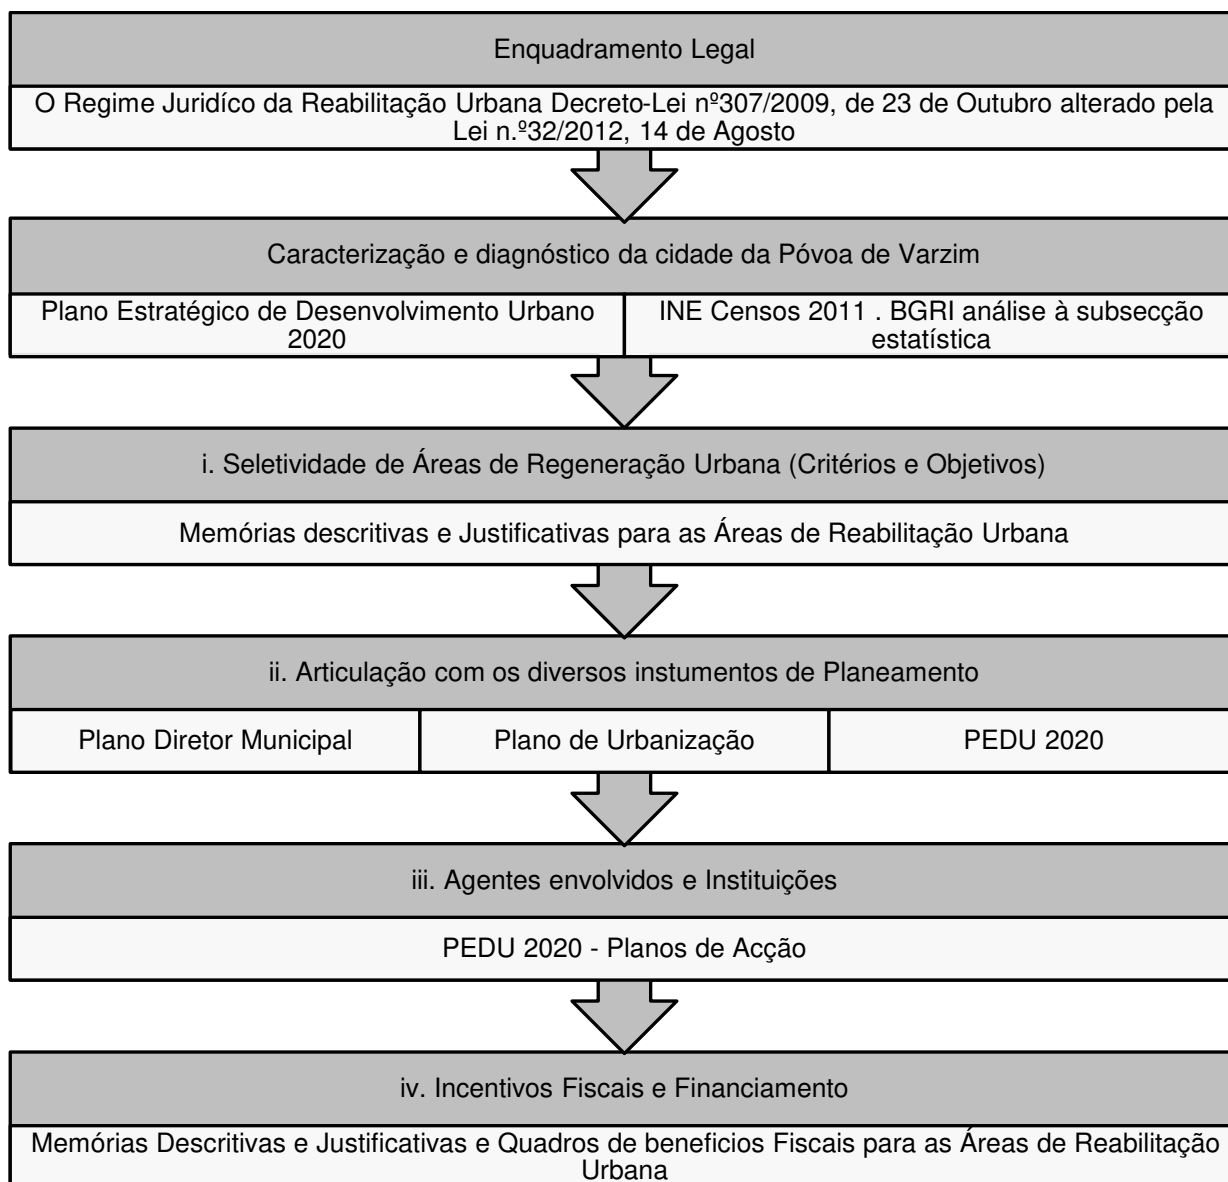 Enquadramento Legal
O Regime Juridíco da Reabilitação Urbana Decreto-Lei nº307/2009, de 23 de Outubro alterado pela
Lei n.º32/2012, 14 de Agosto
Caracterização e diagnóstico da cidade da Póvoa de Varzim
Plano Estratégico de Desenvolvimento Urbano
2020
INE Censos 2011 . BGRI análise à subsecção
estatística
i. Seletividade de Áreas de Regeneração Urbana (Critérios e Objetivos)
Memórias descritivas e Justificativas para as Áreas de Reabilitação Urbana
ii. Articulação com os diversos instumentos de Planeamento
Plano Diretor Municipal
Plano de Urbanização
PEDU 2020
iii. Agentes envolvidos e Instituições
PEDU 2020 - Planos de Acção
iv. Incentivos Fiscais e Financiamento
Memórias Descritivas e Justificativas e Quadros de beneficios Fiscais para as Áreas de Reabilitação
Urbana